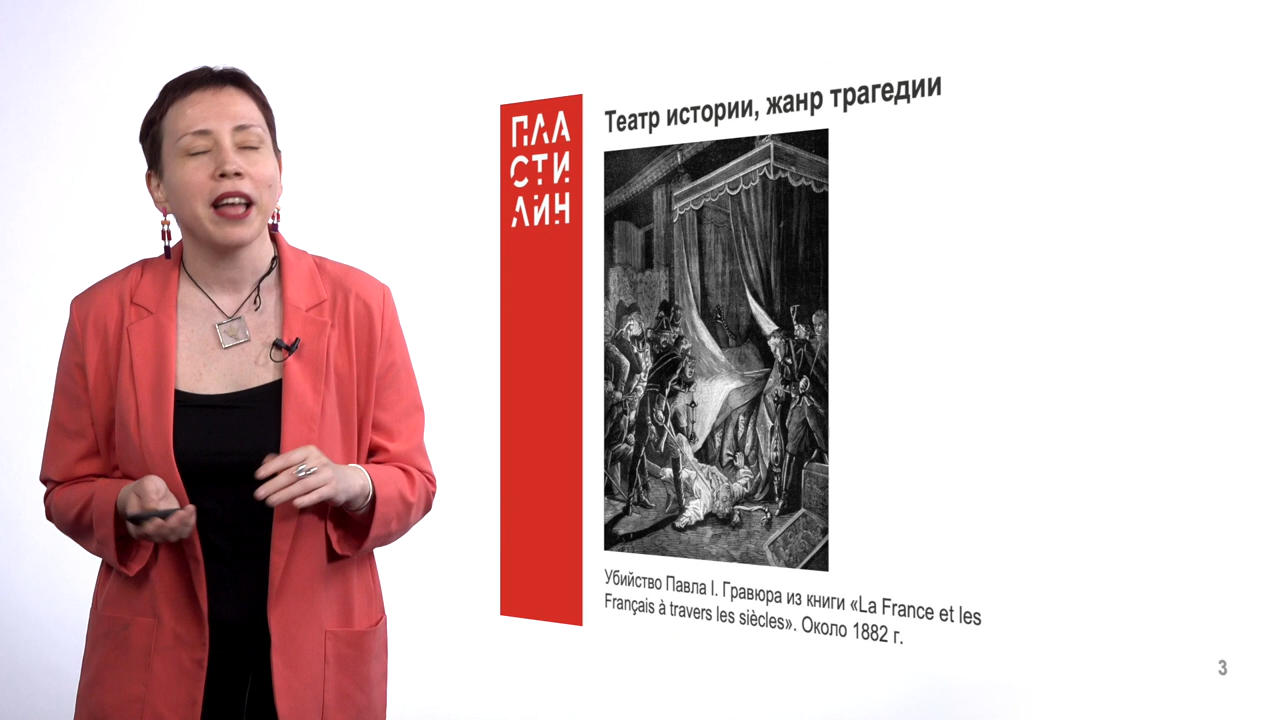 ПЛА
СТИ
ЛИН
Театр истории, жанр трагедии
Убийство Павла I. Гравюра из книги «La France et les
Français à travers les siècles». Около 1882 г.
3